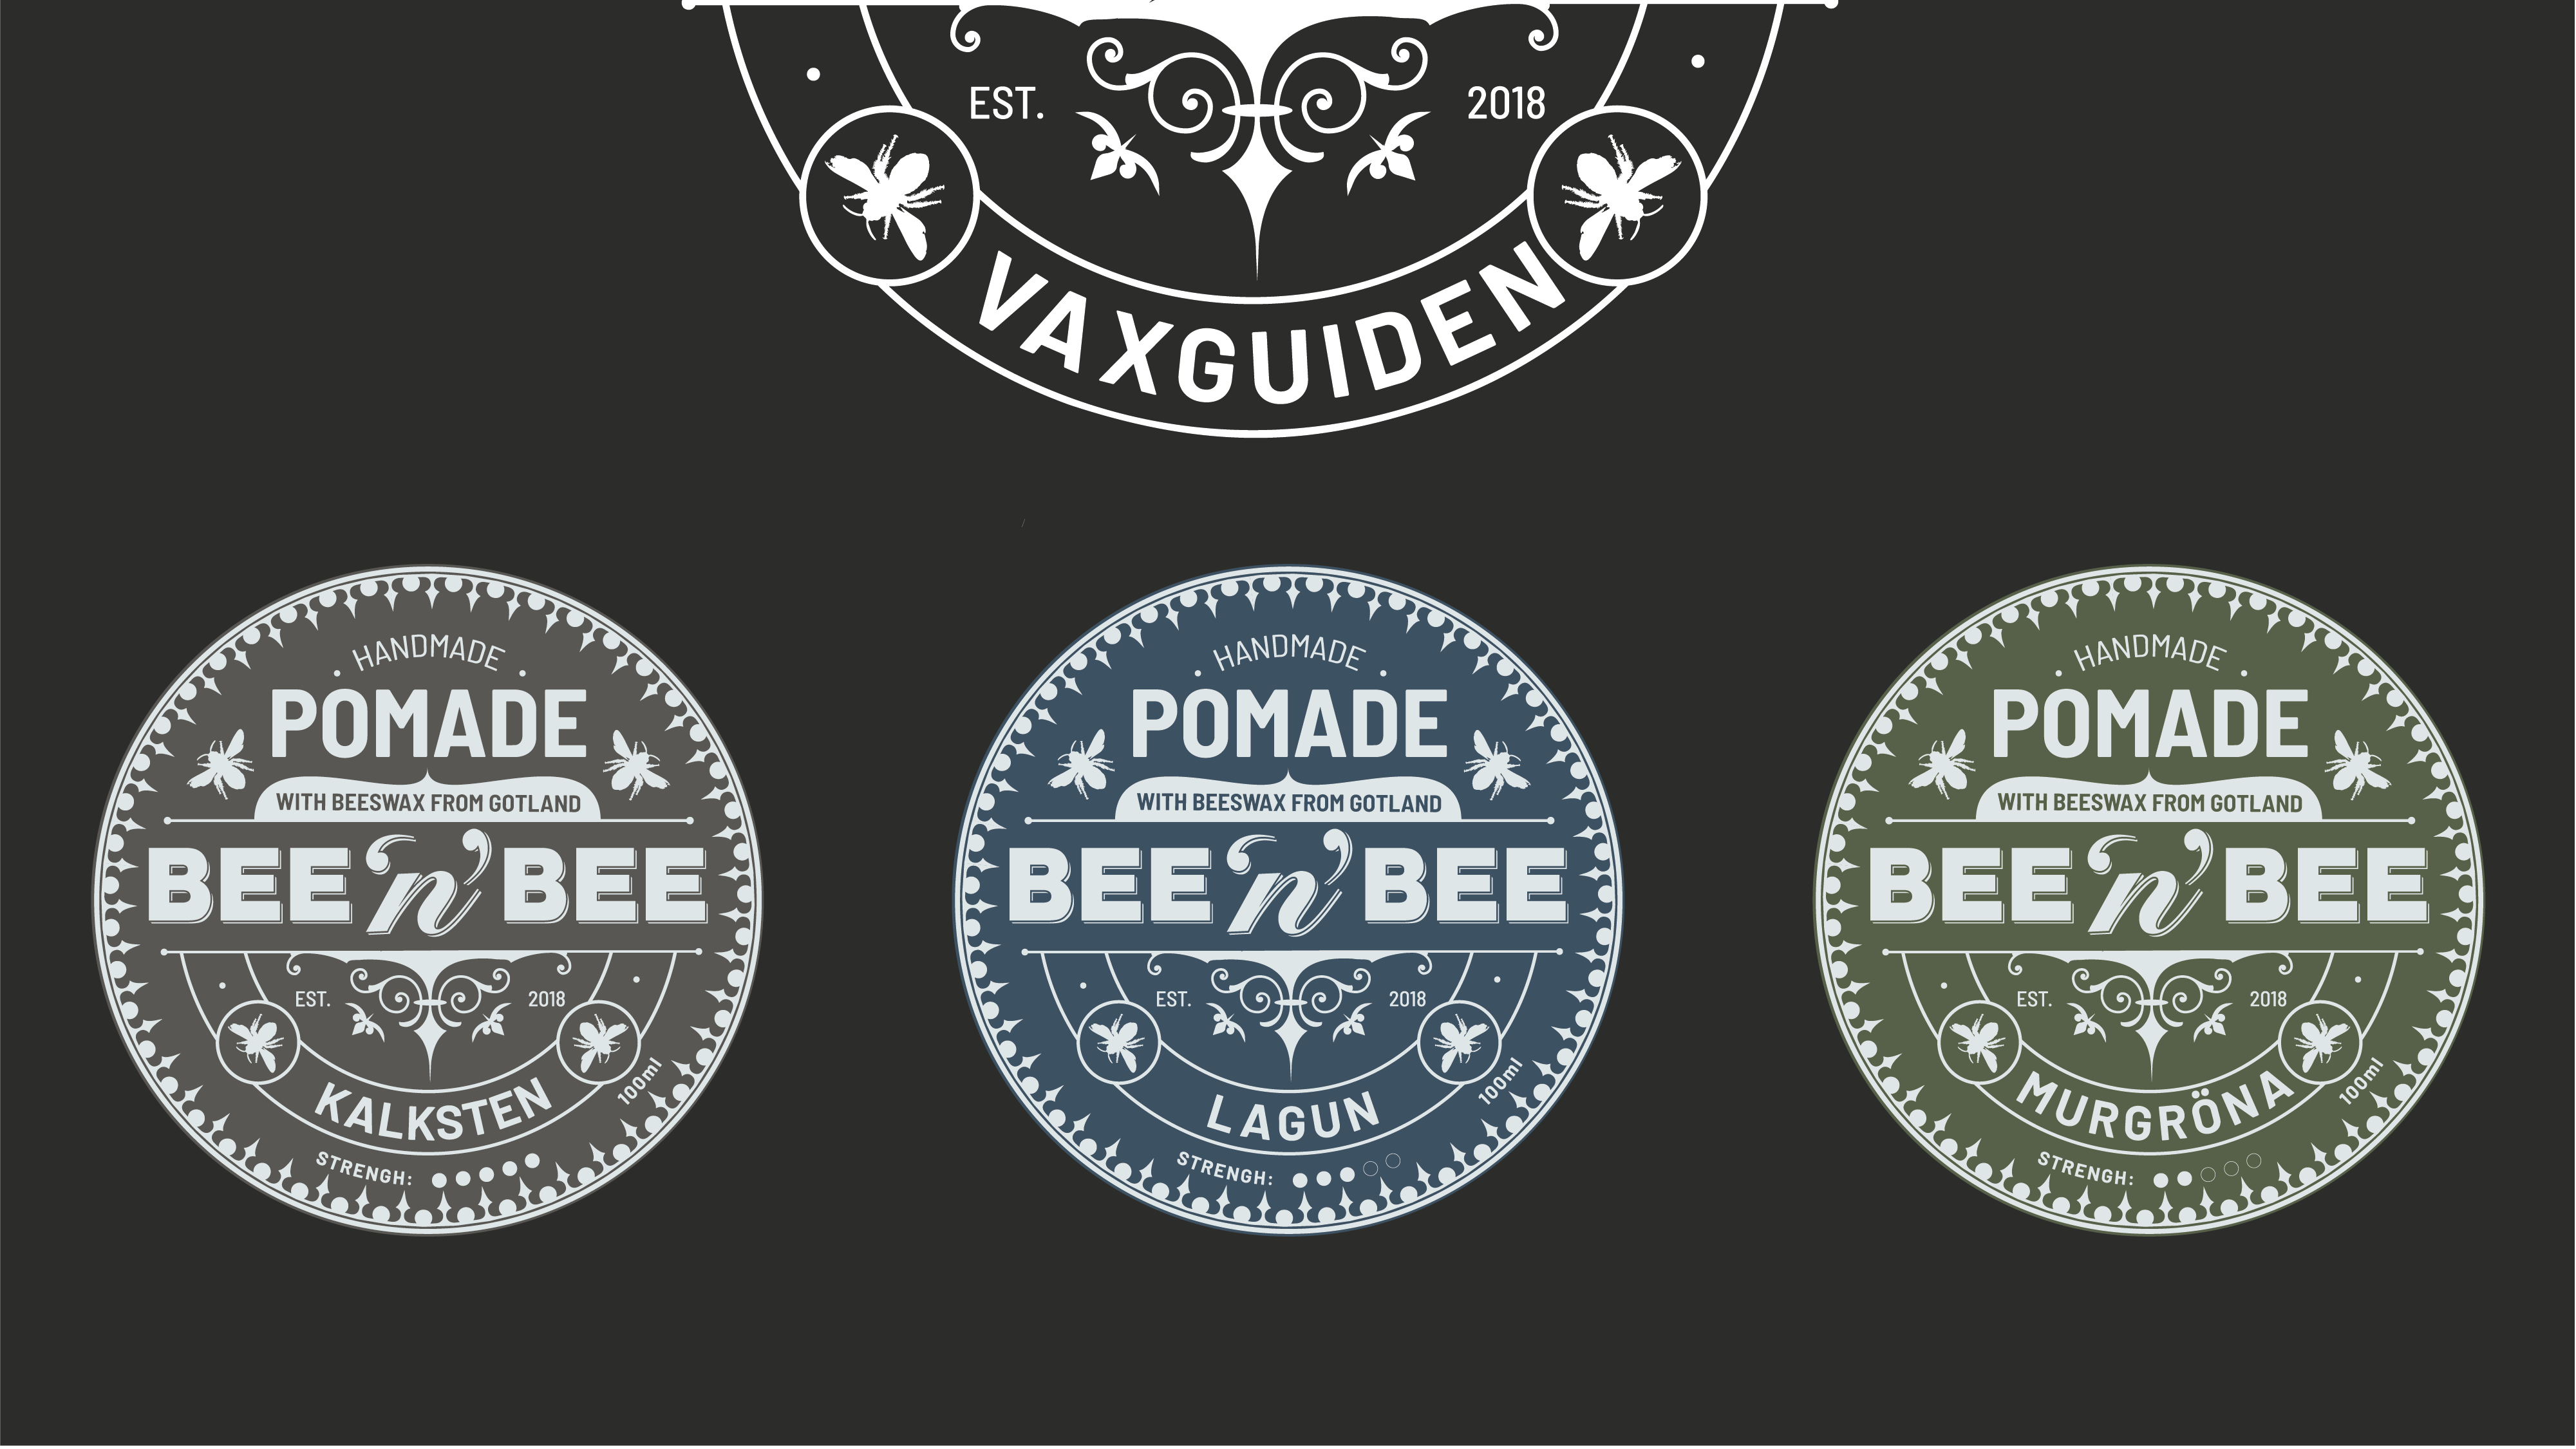 EST. 2018
VAXGUIDEN
HANDMADE
POMADE
WITH BEESWAX FROM GOTLAND
BEE 'n' BEE
EST. 2018
KALKSTEN
100ml
STRENGH:
HANDMADE
POMADE
WITH BEESWAX FROM GOTLAND
BEE 'n' BEE
EST. 2018
LAGUN
100ml
STRENGH:
HANDMADE
POMADE
WITH BEESWAX FROM GOTLAND
BEE 'n' BEE
EST. 2018
MURGRÖNA
100ml
STRENGH: